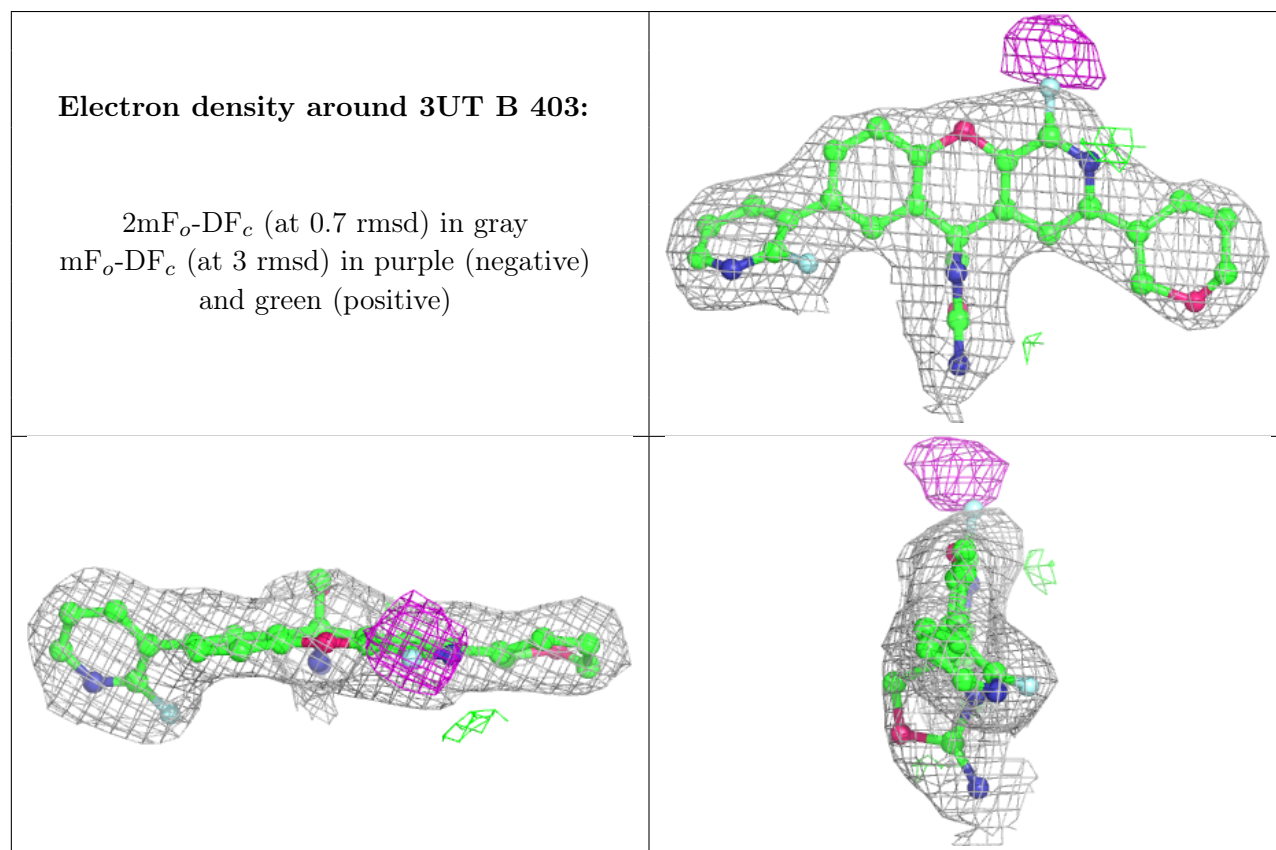 Electron density around 3UT B 403:
2mFₒ-DF𝒸 (at 0.7 rmsd) in gray
mFₒ-DF𝒸 (at 3 rmsd) in purple (negative)
and green (positive)